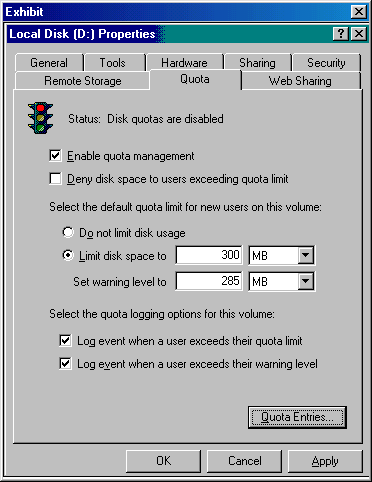 Exhibit
Local Disk (D:) Properties
General Tools Hardware Sharing Security
Remote Storage Quota Web Sharing
Status: Disk quotas are disabled
Enable quota management
Deny disk space to users exceeding quota limit
Select the default quota limit for new users on this volume:
Do not limit disk usage
Limit disk space to 300 MB
Set warning level to 285 MB
Select the quota logging options for this volume:
Log event when a user exceeds their quota limit
Log event when a user exceeds their warning level
Quota Entries...
OK Cancel Apply